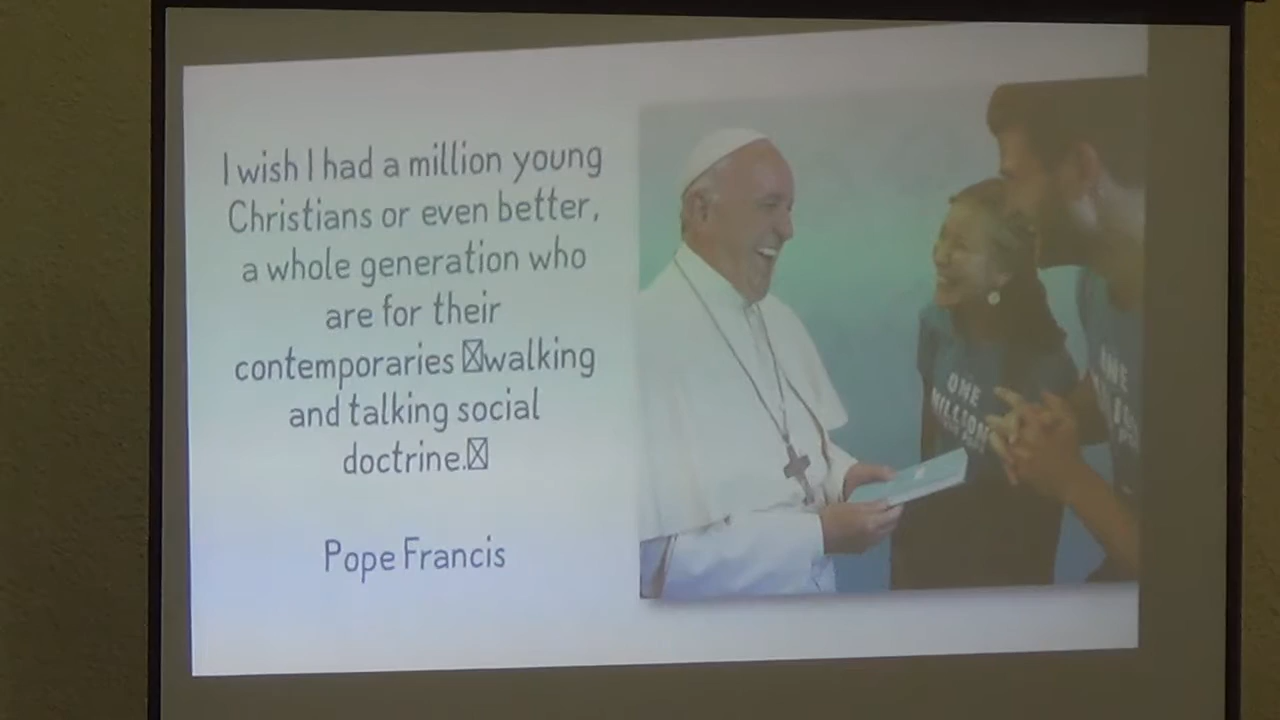 I wish I had a million young
Christians or even better,
a whole generation who
are for their
contemporaries ☒walking
and talking social
doctrine.☒
Pope Francis
ONE
MILLION